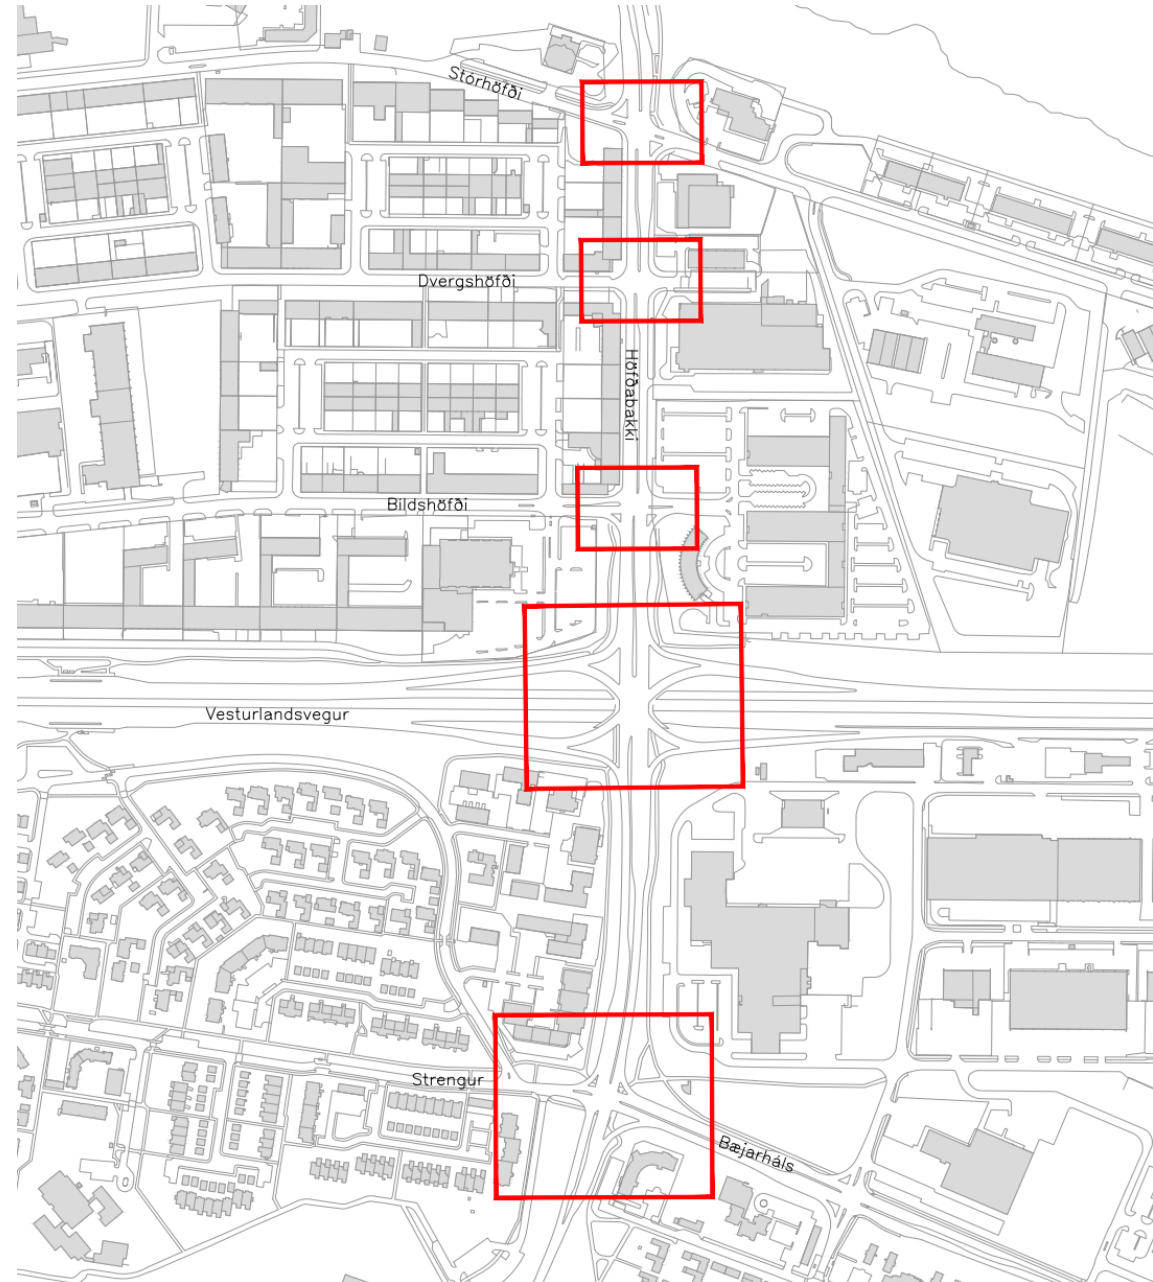 Stórhöfði
Dvergshöfði
Höfðabakki
Bíldshöfði
Vesturlandsvegur
Strengur
Bæjarháls